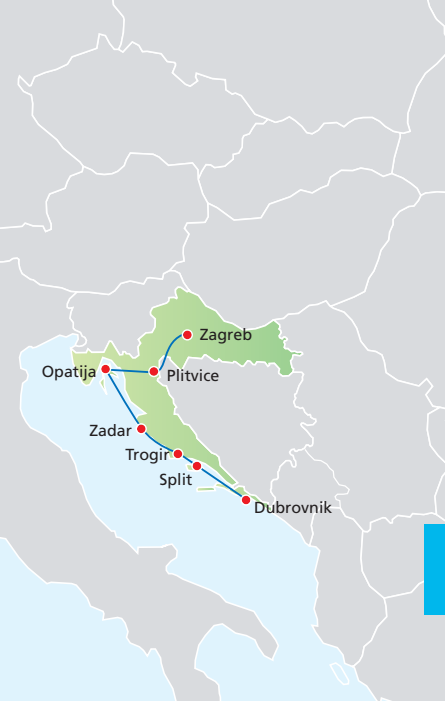 Zagreb
Opatija
Plitvice
Zadar
Trogir
Split
Dubrovnik